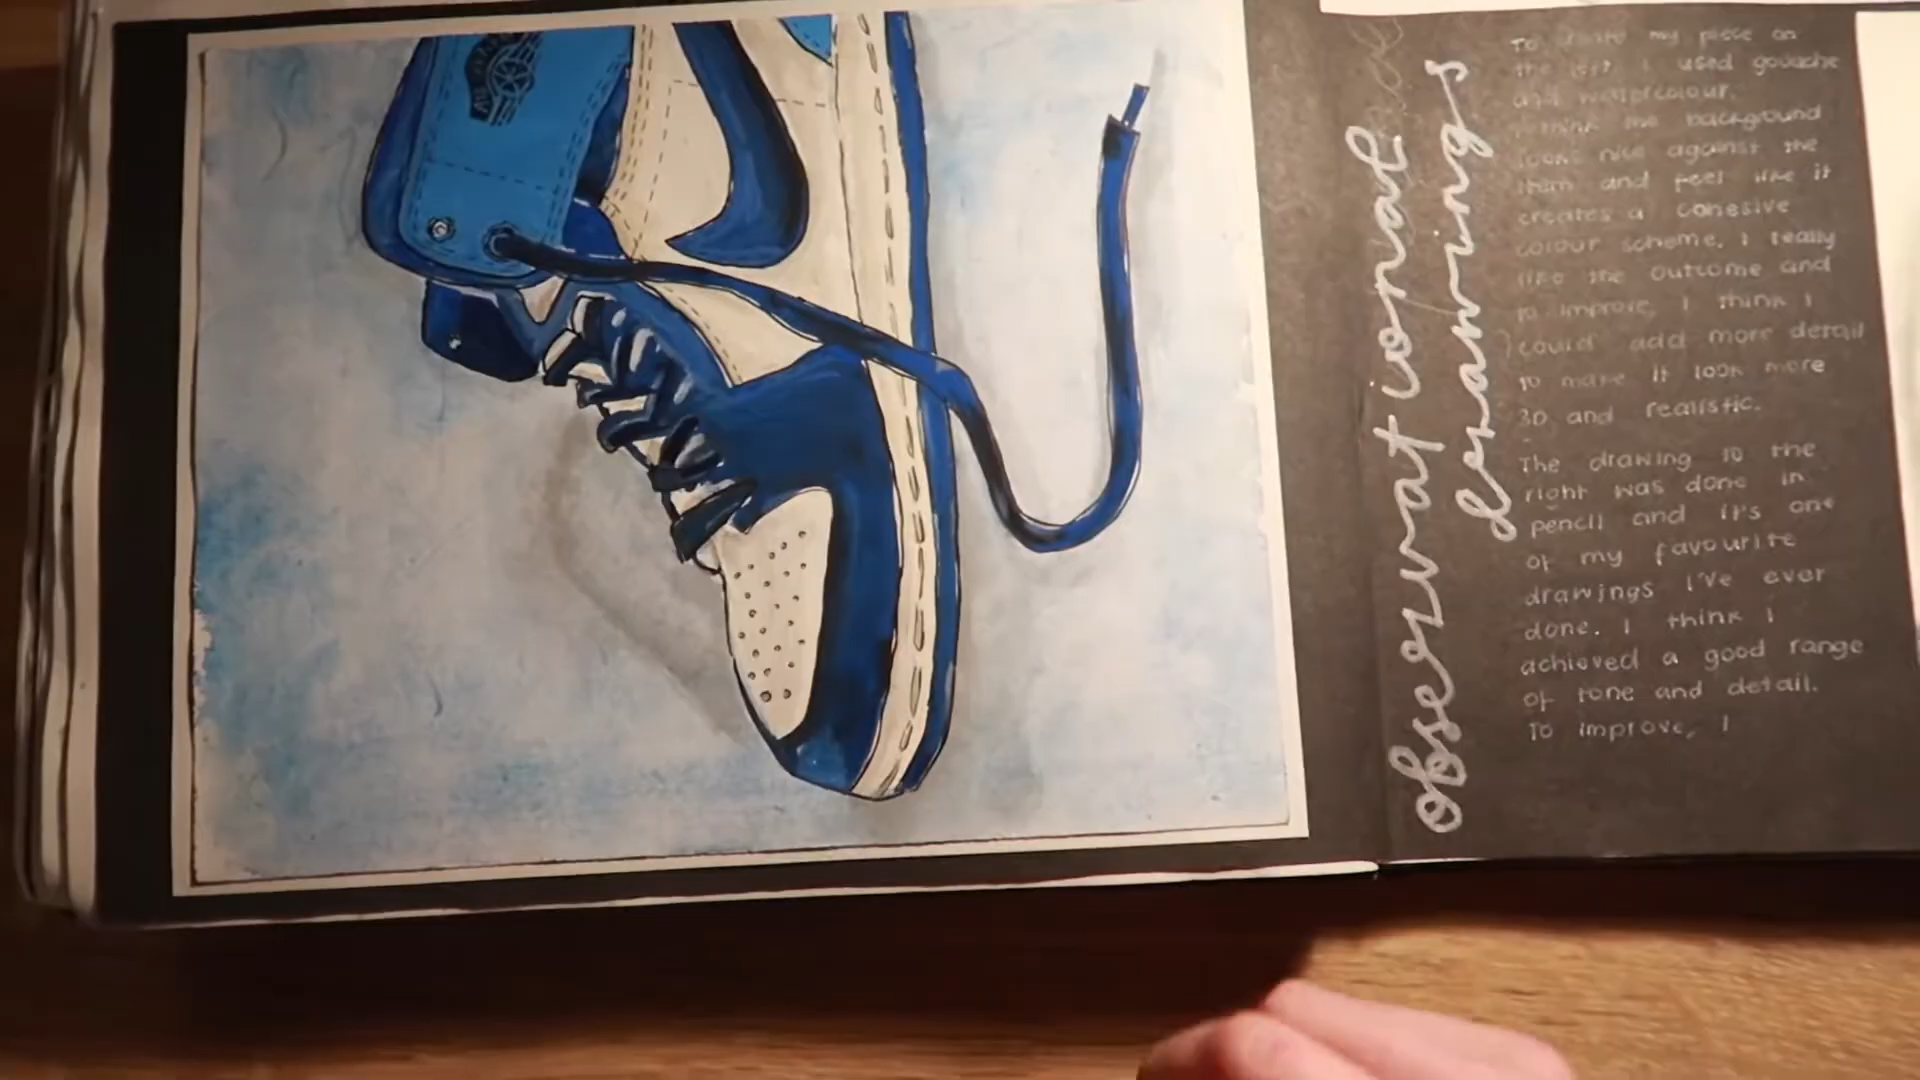 observational
drawings
To create my piece on
the left I used gouache
and watercolour.
I think the background
looks nice against the
item and feel like it
creates a cohesive
colour scheme. I really
like the outcome and
to improve, I think I
could add more detail
to make it look more
3D and realistic.
The drawing to the
right was done in
pencil and it's one
of my favourite
drawings I've ever
done. I think I
achieved a good range
of tone and detail.
To improve, I